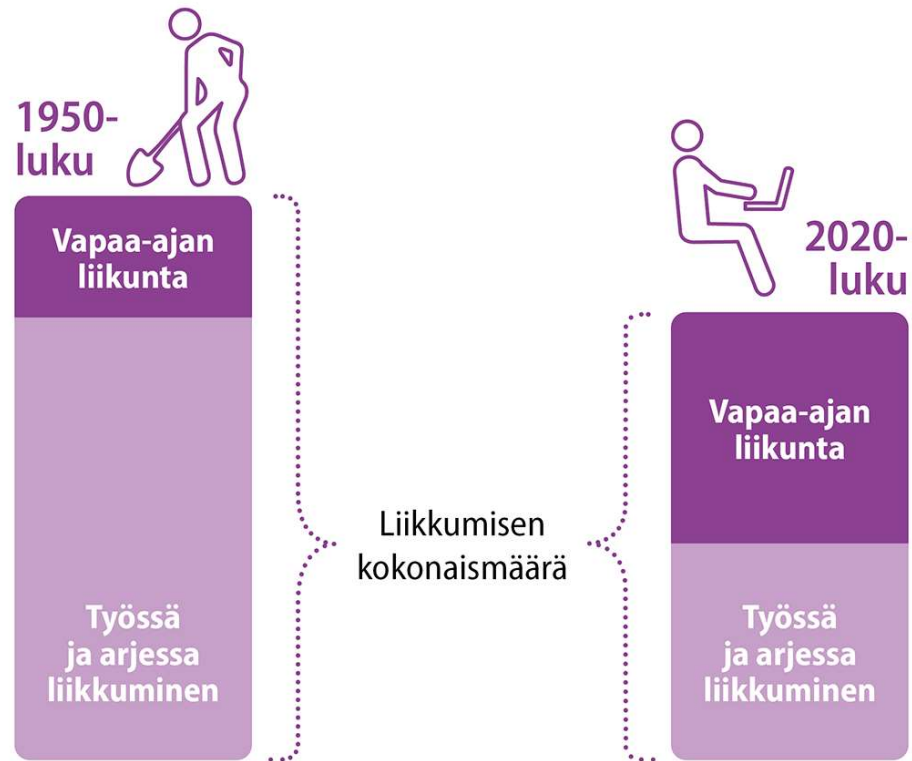 1950-
luku
Vapaa-ajan
liikunta
Työssä
ja arjessa
liikkuminen
Liikkumisen
kokonaismäärä
2020-
luku
Vapaa-ajan
liikunta
Työssä
ja arjessa
liikkuminen